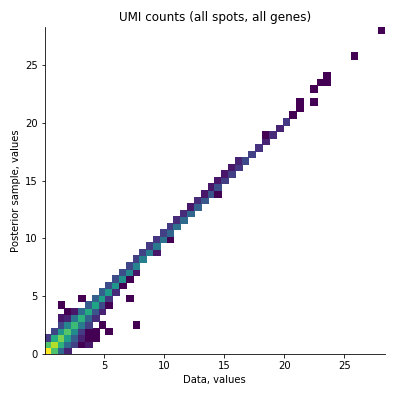 UMI counts (all spots, all genes)
25
20
15
10
5
0
Posterior sample, values
5 10 15 20 25
Data, values